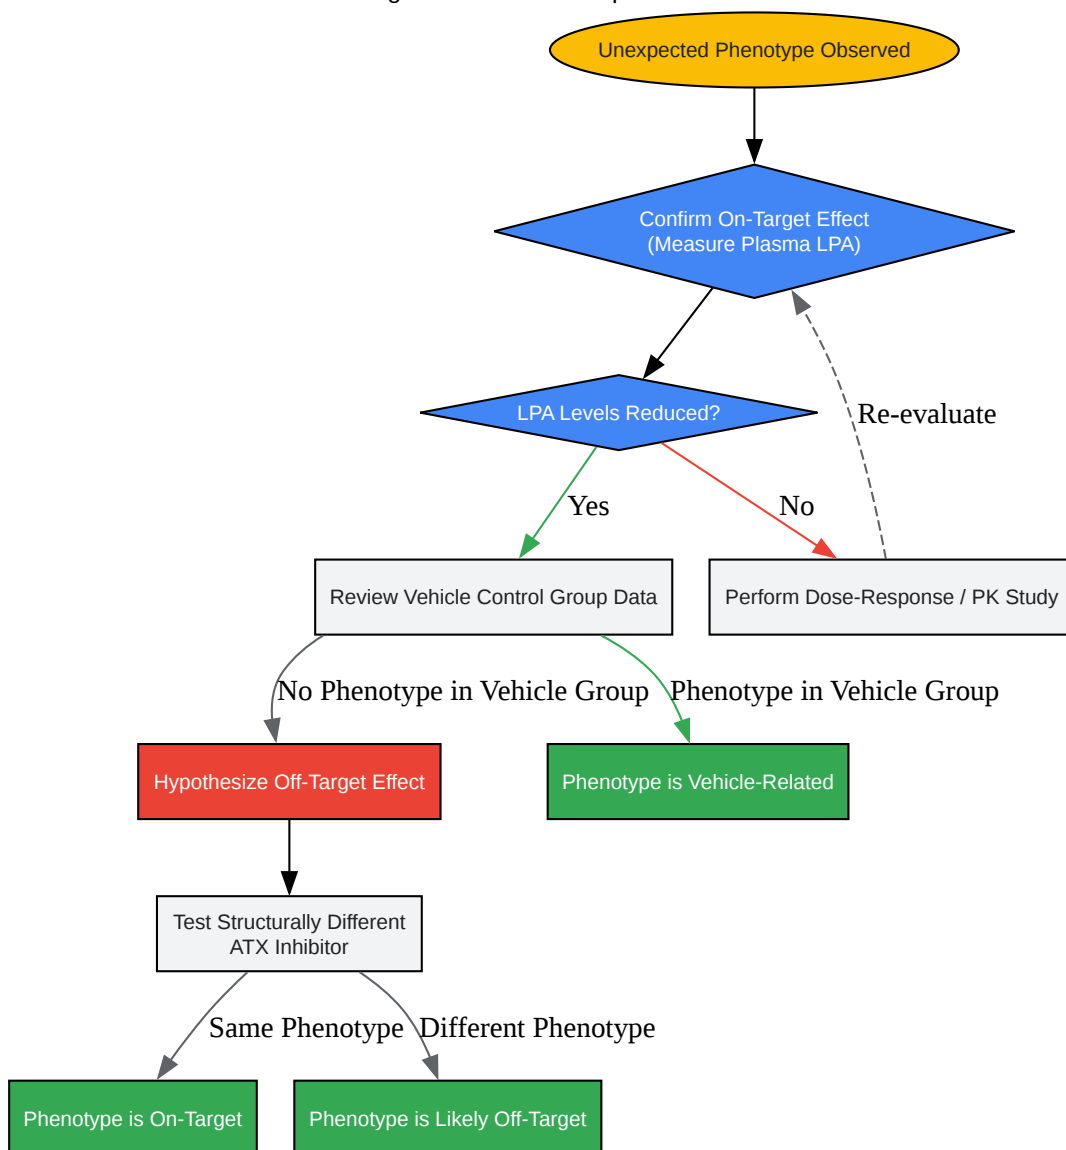 Unexpected Phenotype Observed
Confirm On-Target Effect
(Measure Plasma LPA)
LPA Levels Reduced?
Re-evaluate
Yes
No
Review Vehicle Control Group Data
Perform Dose-Response / PK Study
No Phenotype in Vehicle Group
Phenotype in Vehicle Group
Hypothesize Off-Target Effect
Phenotype is Vehicle-Related
Test Structurally Different
ATX Inhibitor
Same Phenotype
Different Phenotype
Phenotype is On-Target
Phenotype is Likely Off-Target